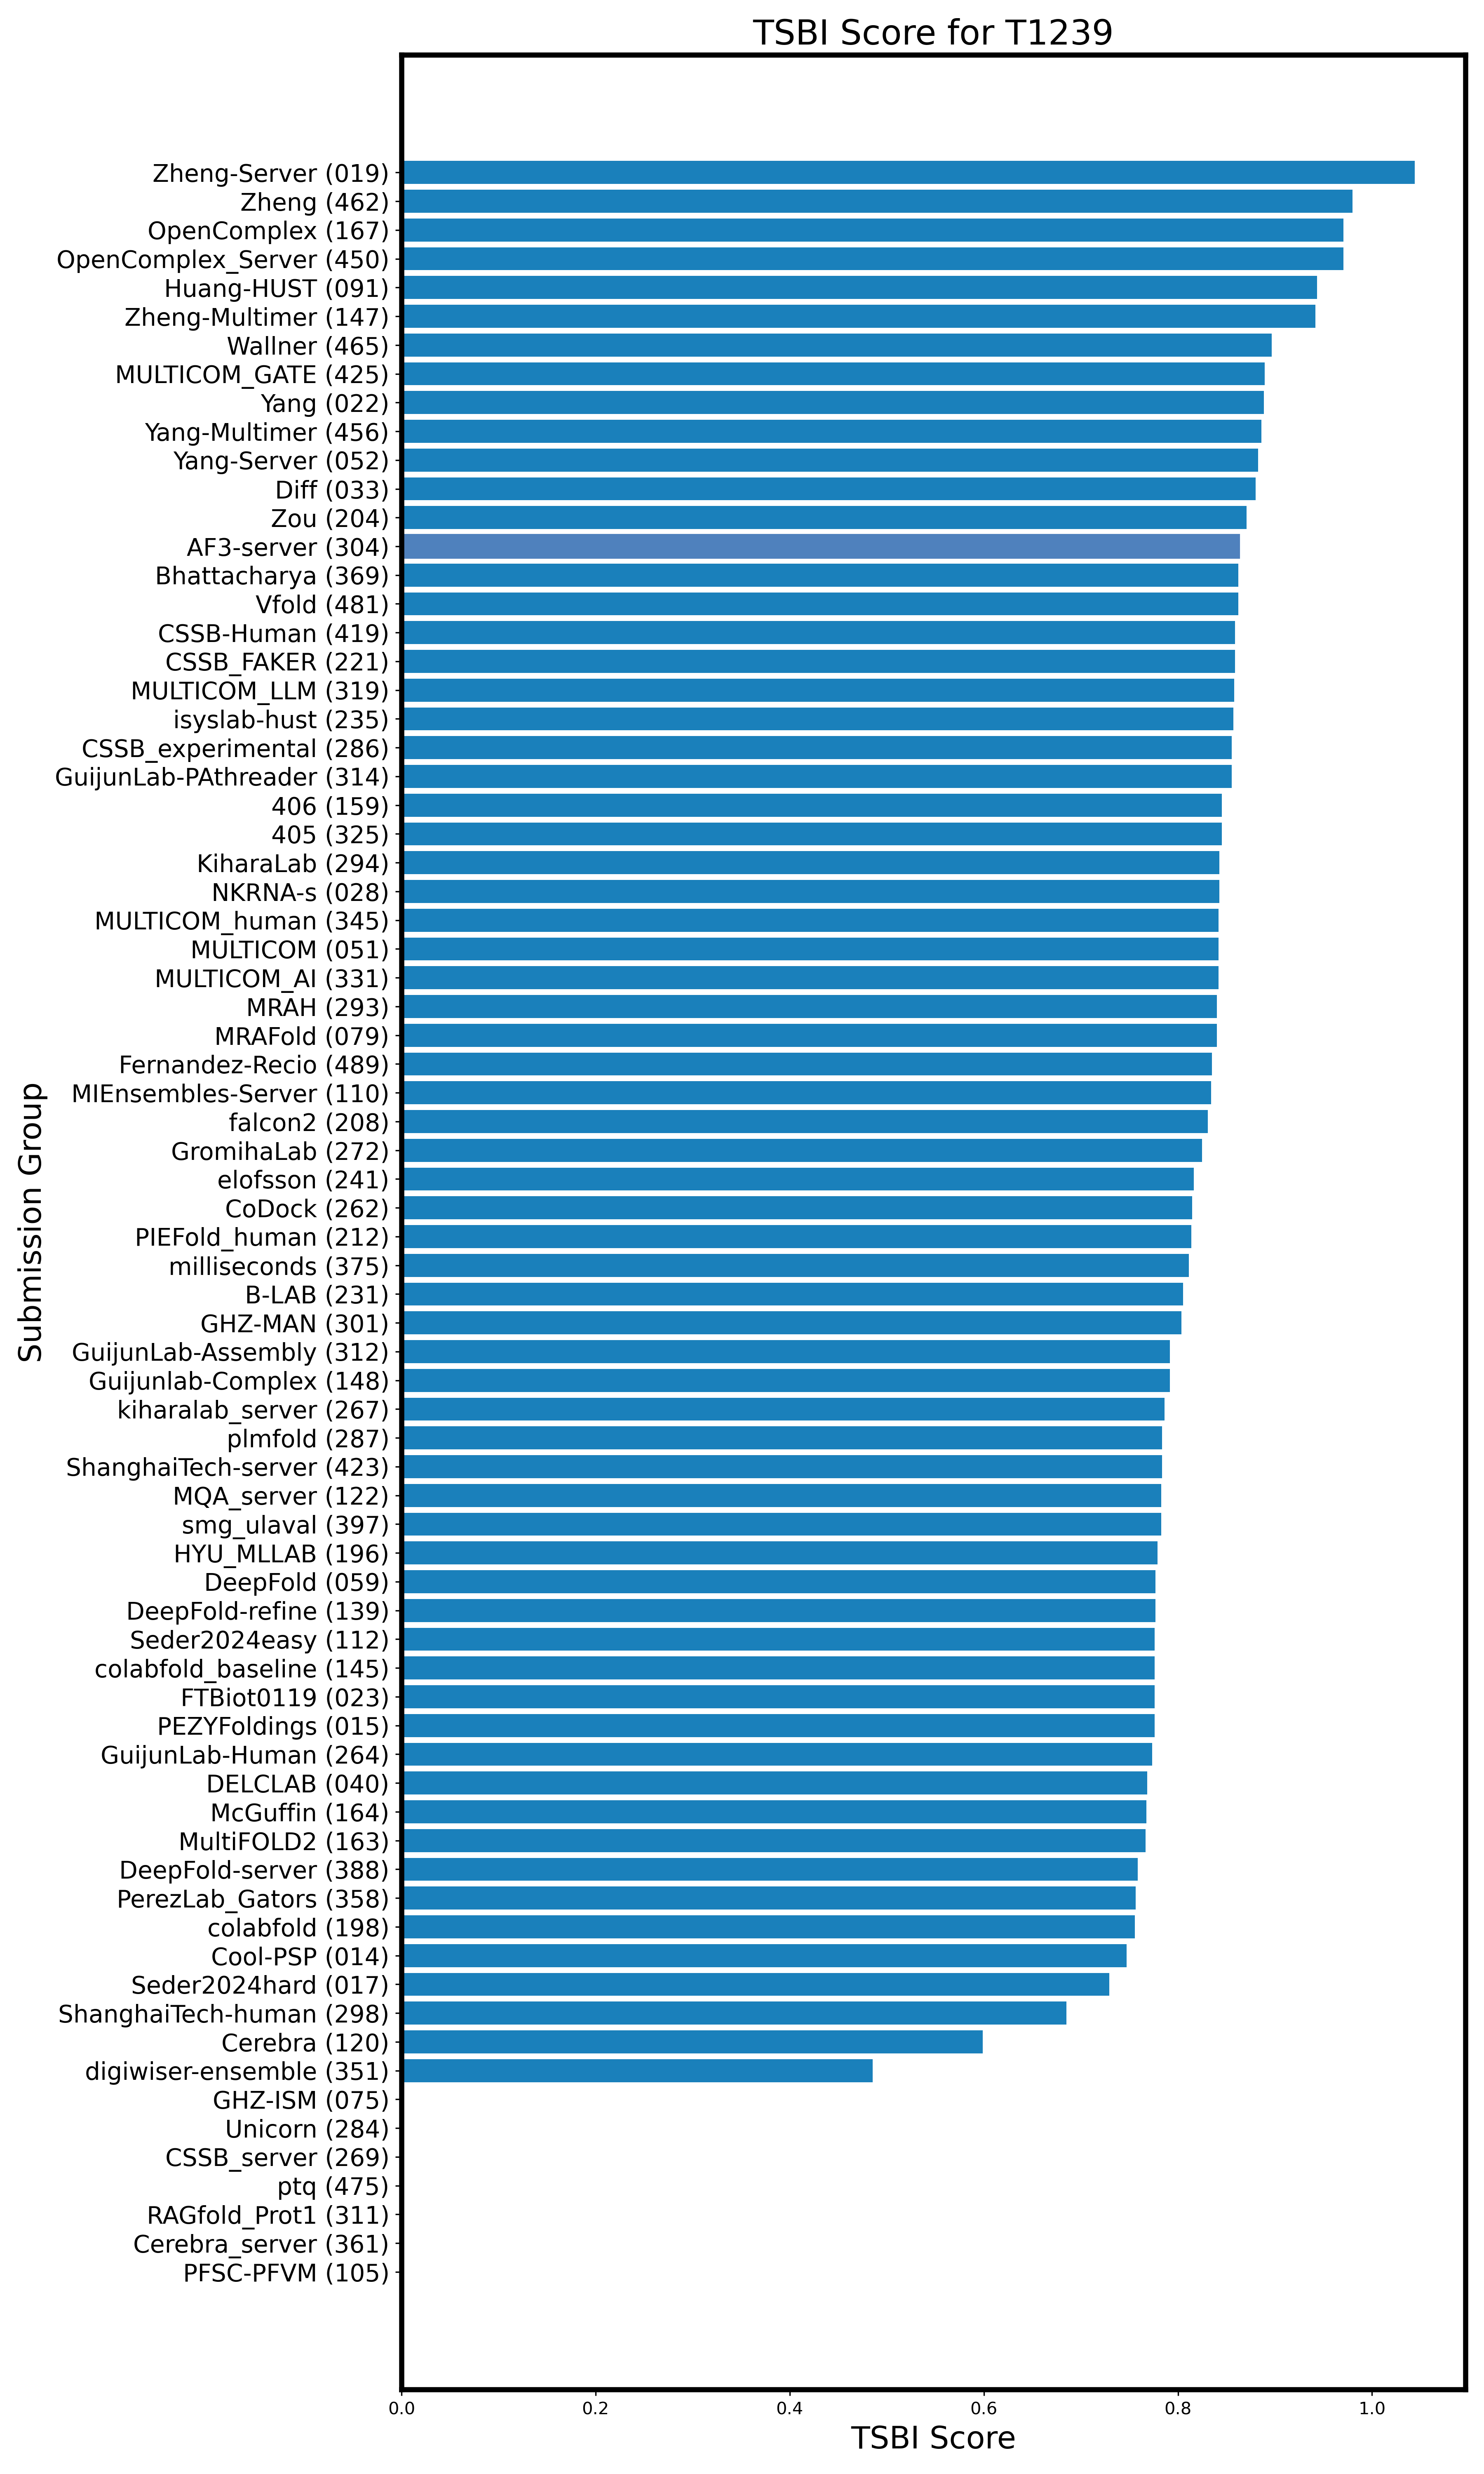 TSBI Score for T1239
Zheng-Server (019)
Zheng (462)
OpenComplex (167)
OpenComplex_Server (450)
Huang-HUST (091)
Zheng-Multimer (147)
Wallner (465)
MULTICOM_GATE (425)
Yang (022)
Yang-Multimer (456)
Yang-Server (052)
Diff (033)
Zou (204)
AF3-server (304)
Bhattacharya (369)
Vfold (481)
CSSB-Human (419)
CSSB_FAKER (221)
MULTICOM_LLM (319)
isyslab-hust (235)
CSSB_experimental (286)
GuijunLab-PAthreader (314)
406 (159)
405 (325)
KiharaLab (294)
NKRNA-s (028)
MULTICOM_human (345)
MULTICOM (051)
MULTICOM_AI (331)
MRAH (293)
MRAFold (079)
Fernandez-Recio (489)
MIEnsembles-Server (110)
falcon2 (208)
GromihaLab (272)
elofsson (241)
CoDock (262)
PIEFold_human (212)
milliseconds (375)
B-LAB (231)
GHZ-MAN (301)
GuijunLab-Assembly (312)
Guijunlab-Complex (148)
kiharalab_server (267)
plmfold (287)
ShanghaiTech-server (423)
MQA_server (122)
smg_ulaval (397)
HYU_MLLAB (196)
DeepFold (059)
DeepFold-refine (139)
Seder2024easy (112)
colabfold_baseline (145)
FTBiot0119 (023)
PEZYFoldings (015)
GuijunLab-Human (264)
DELCLAB (040)
McGuffin (164)
MultiFOLD2 (163)
DeepFold-server (388)
PerezLab_Gators (358)
colabfold (198)
Cool-PSP (014)
Seder2024hard (017)
ShanghaiTech-human (298)
Cerebra (120)
digiwiser-ensemble (351)
GHZ-ISM (075)
Unicorn (284)
CSSB_server (269)
ptq (475)
RAGfold_Prot1 (311)
Cerebra_server (361)
PFSC-PFVM (105)
Submission Group
0.0 0.2 0.4 0.6 0.8 1.0
TSBI Score